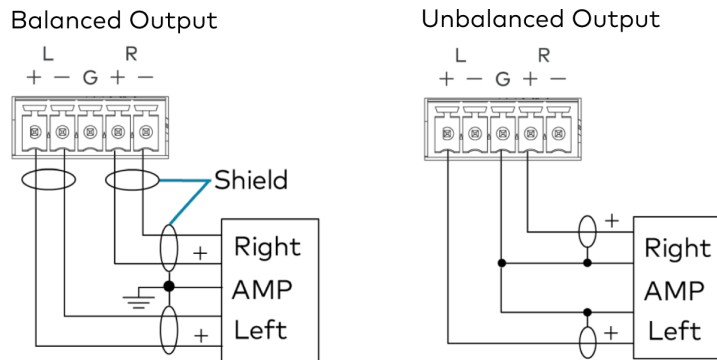 Balanced Output
L R
+ − G + −
Shield
+ Right
AMP
+ Left
Unbalanced Output
L R
+ − G + −
+
Right
AMP
+ Left